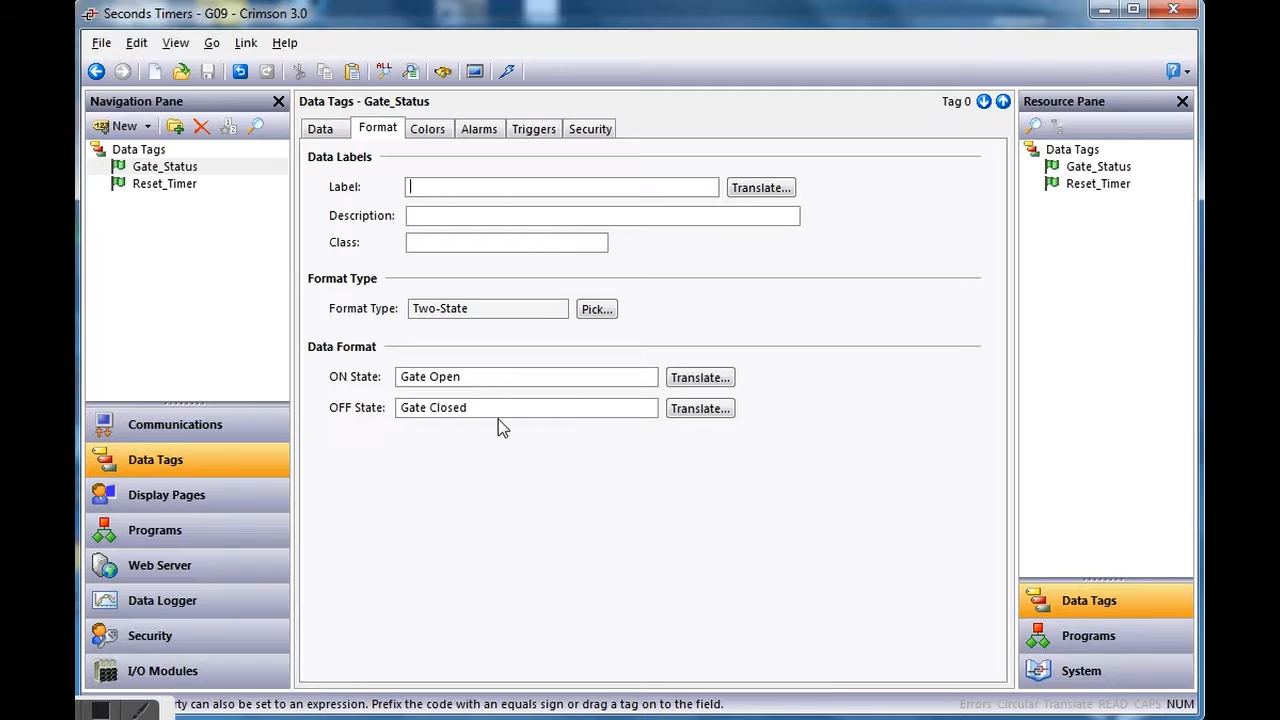 Seconds Timers - G09 - Crimson 3.0
File Edit View Go Link Help
ALL
Navigation Pane
Data Tags - Gate_Status
Tag 0
Resource Pane
New
Data Format Colors Alarms Triggers Security
Data Tags
Gate_Status
Reset_Timer
Data Labels
Label: Translate...
Description:
Class:
Format Type
Format Type: Two-State Pick...
Data Format
ON State: Gate Open Translate...
OFF State: Gate Closed Translate...
Data Tags
Gate_Status
Reset_Timer
Communications
Data Tags
Display Pages
Programs
Web Server
Data Logger
Security
I/O Modules
Data Tags
Programs
System
ty can also be set to an expression. Prefix the code with an equals sign or drag a tag on to the field.
Errors Circular Translate READ CAPS NUM